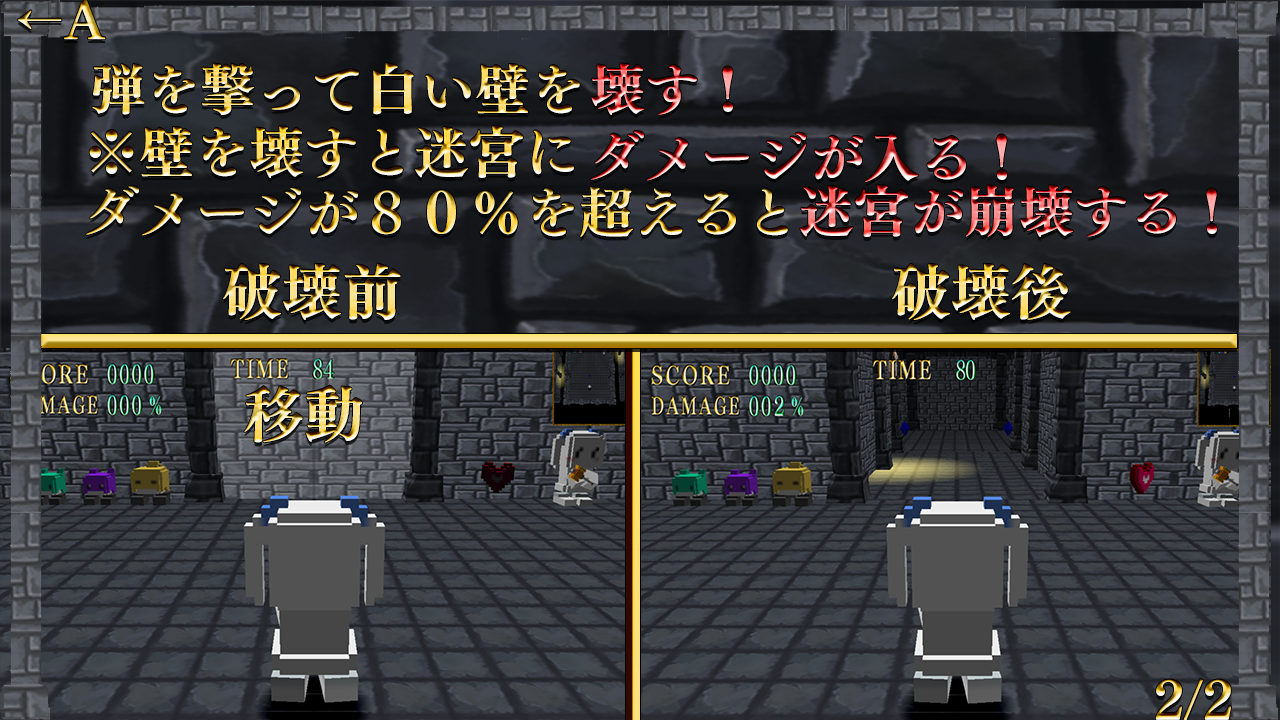 ←A
弾を撃って白い壁を壊す！
※壁を壊すと迷宮にダメージが入る！
ダメージが８０％を超えると迷宮が崩壊する！
破壊前
破壊後
ORE 0000
TIME 84
MAGE 000 %
移動
SCORE 0000
TIME 80
DAMAGE 002 %
2/2